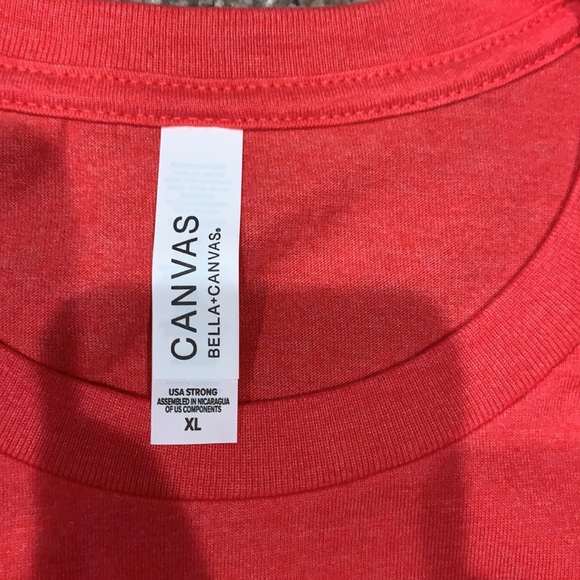 CANVAS
BELLA+CANVAS®
USA STRONG
ASSEMBLED IN NICARAGUA
OF US COMPONENTS
XL